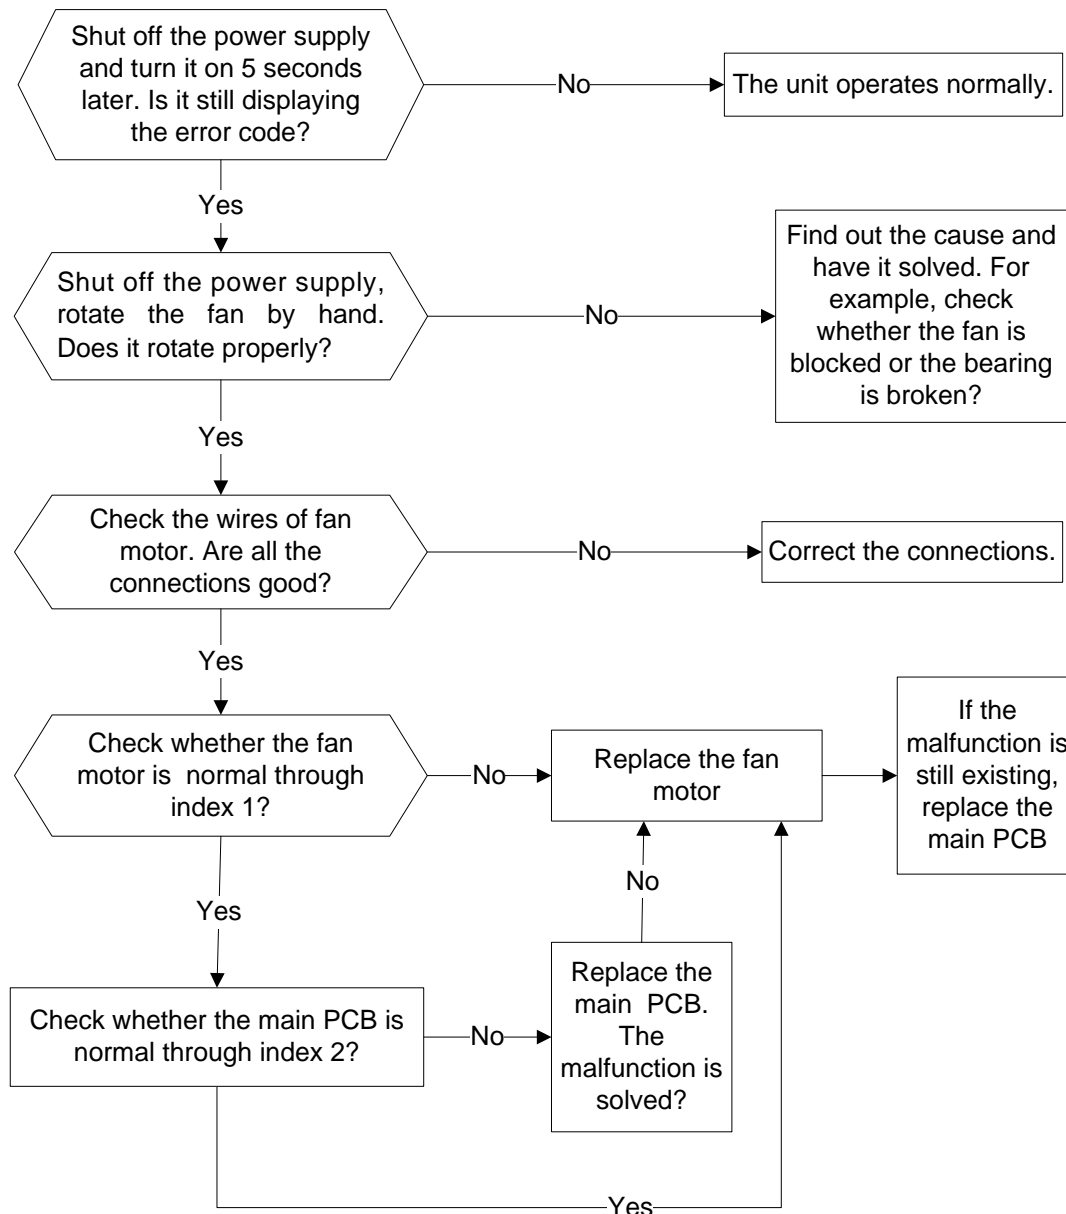 Shut off the power supply
and turn it on 5 seconds
later. Is it still displaying
the error code?
No
The unit operates normally.
Yes
Shut off the power supply,
rotate the fan by hand.
Does it rotate properly?
No
Find out the cause and
have it solved. For
example, check
whether the fan is
blocked or the bearing
is broken?
Yes
Check the wires of fan
motor. Are all the
connections good?
No
Correct the connections.
Yes
Check whether the fan
motor is normal through
index 1?
No
Replace the fan
motor
If the
malfunction is
still existing,
replace the
main PCB
Yes
No
Check whether the main PCB is
normal through index 2?
No
Replace the
main PCB.
The
malfunction is
solved?
Yes